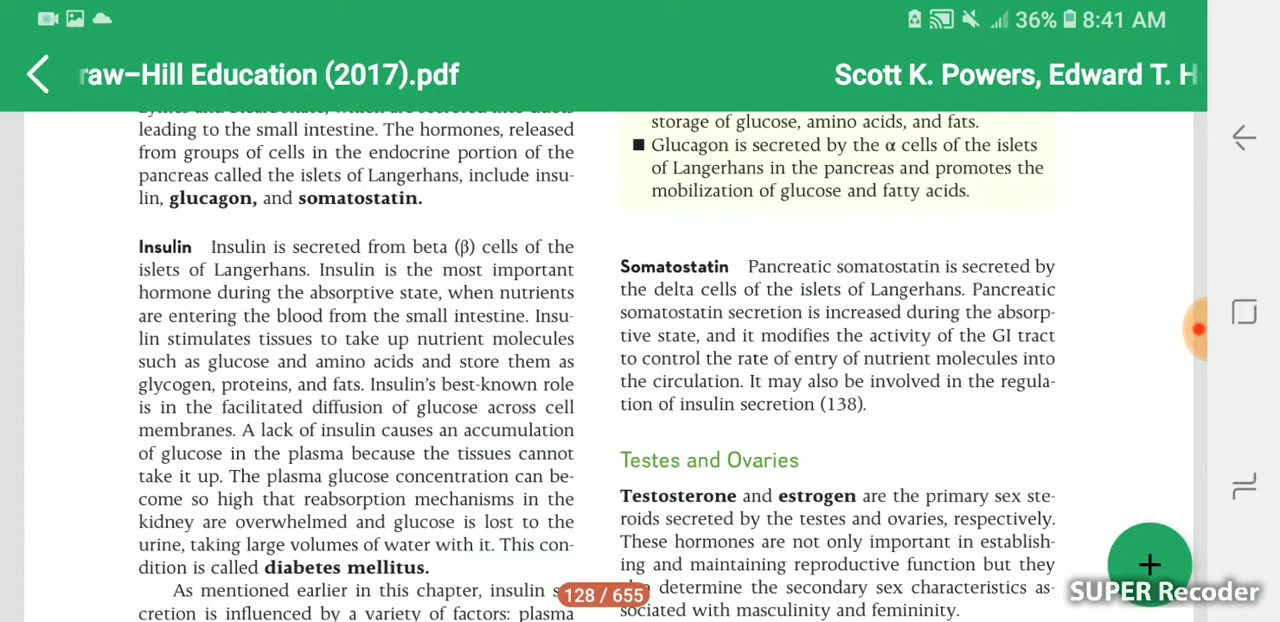 36% 8:41 AM
raw-Hill Education (2017).pdf
Scott K. Powers, Edward T. H
leading to the small intestine. The hormones, released
from groups of cells in the endocrine portion of the
pancreas called the islets of Langerhans, include insu-
lin, glucagon, and somatostatin.
Insulin Insulin is secreted from beta (β) cells of the
islets of Langerhans. Insulin is the most important
hormone during the absorptive state, when nutrients
are entering the blood from the small intestine. Insu-
lin stimulates tissues to take up nutrient molecules
such as glucose and amino acids and store them as
glycogen, proteins, and fats. Insulin's best-known role
is in the facilitated diffusion of glucose across cell
membranes. A lack of insulin causes an accumulation
of glucose in the plasma because the tissues cannot
take it up. The plasma glucose concentration can be-
come so high that reabsorption mechanisms in the
kidney are overwhelmed and glucose is lost to the
urine, taking large volumes of water with it. This con-
dition is called diabetes mellitus.
As mentioned earlier in this chapter, insulin
cretion is influenced by a variety of factors: plasma
storage of glucose, amino acids, and fats.
■ Glucagon is secreted by the α cells of the islets
of Langerhans in the pancreas and promotes the
mobilization of glucose and fatty acids.
Somatostatin Pancreatic somatostatin is secreted by
the delta cells of the islets of Langerhans. Pancreatic
somatostatin secretion is increased during the absorp-
tive state, and it modifies the activity of the GI tract
to control the rate of entry of nutrient molecules into
the circulation. It may also be involved in the regula-
tion of insulin secretion (138).
Testes and Ovaries
Testosterone and estrogen are the primary sex ste-
roids secreted by the testes and ovaries, respectively.
These hormones are not only important in establish-
ing and maintaining reproductive function but they
determine the secondary sex characteristics as-
sociated with masculinity and femininity.
128 / 655
+
SUPER Recoder